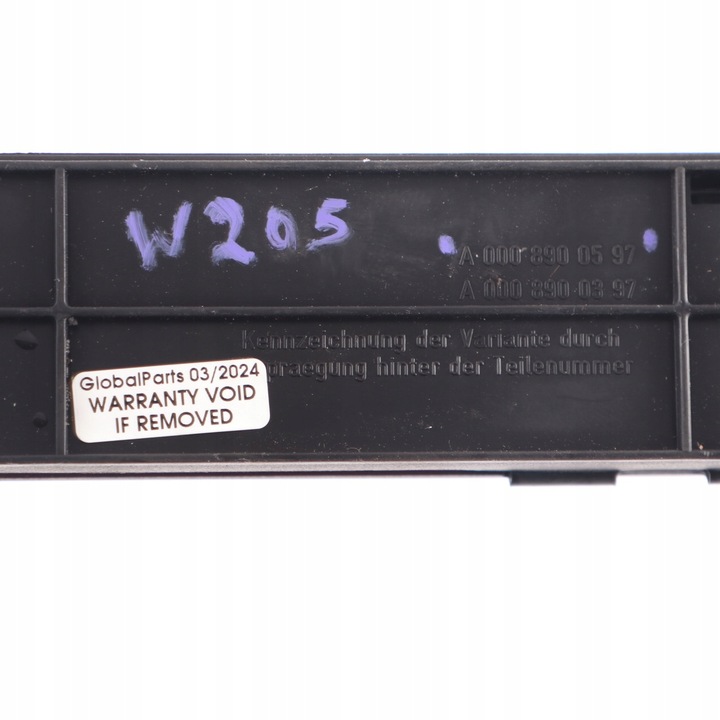 W205
A 000 890 05 97
A 000 890 03 97
Kennzeichnung der Variante durch
praegung hinter der Teilenummer
GlobalParts 03/2024
WARRANTY VOID
IF REMOVED